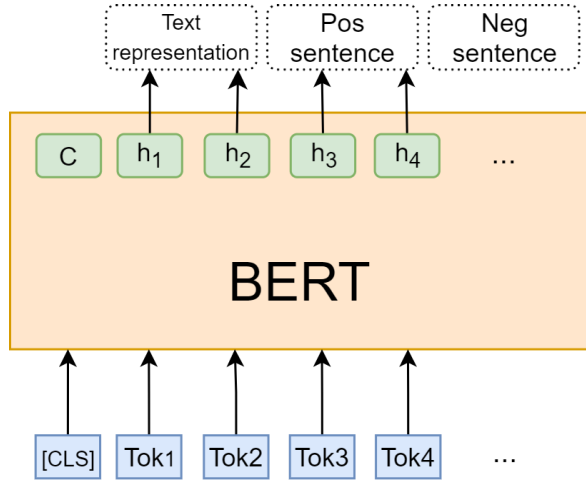 Text
representation
Pos
sentence
Neg
sentence
C
h1
h2
h3
h4
...
BERT
[CLS]
Tok1
Tok2
Tok3
Tok4
...